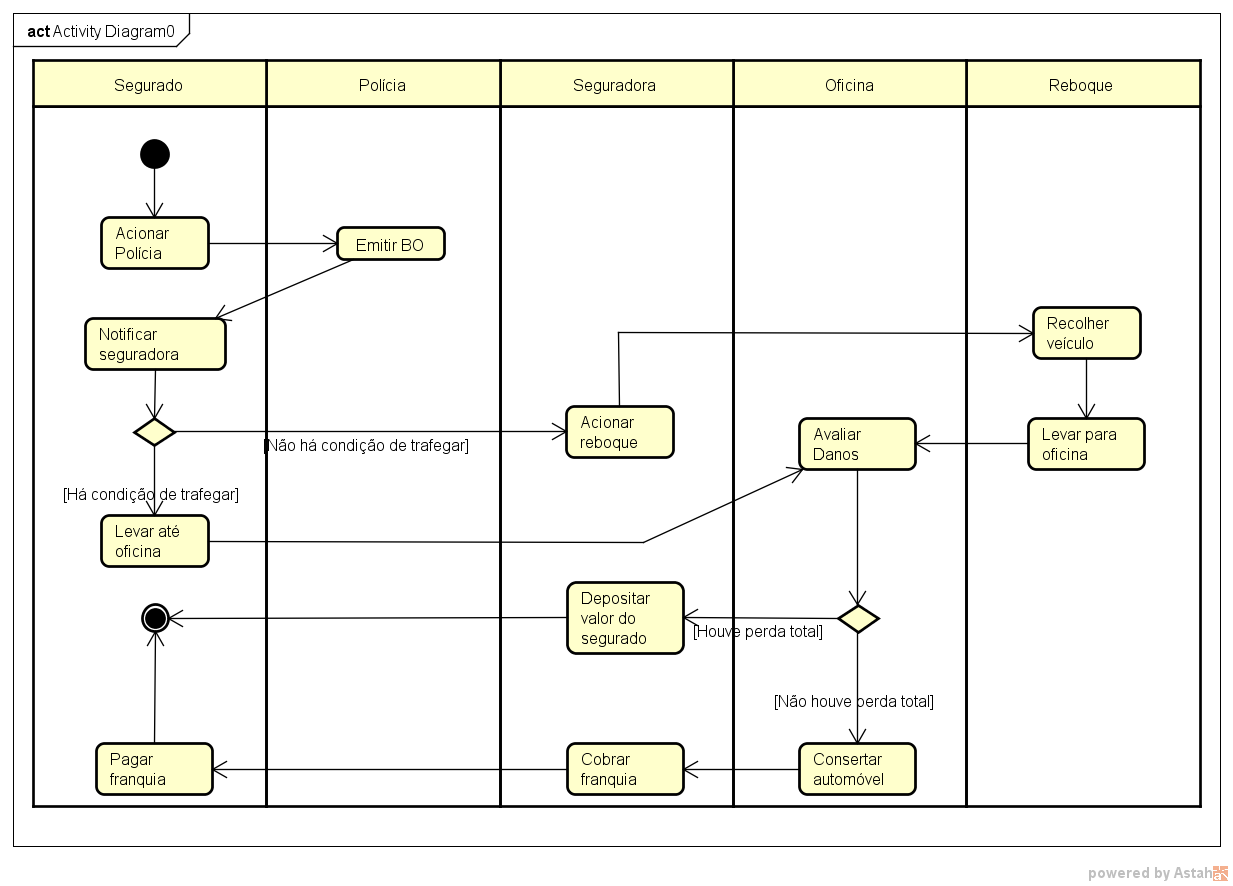 act Activity Diagram0
Segurado
Polícia
Seguradora
Oficina
Reboque
Acionar
Polícia
Emitir BO
Notificar
seguradora
Recolher
veículo
[Não há condição de trafegar]
Acionar
reboque
Avaliar
Danos
Levar para
oficina
[Há condição de trafegar]
Levar até
oficina
Depositar
valor do
segurado
[Houve perda total]
[Não houve perda total]
Pagar
franquia
Cobrar
franquia
Consertar
automóvel
powered by Astah